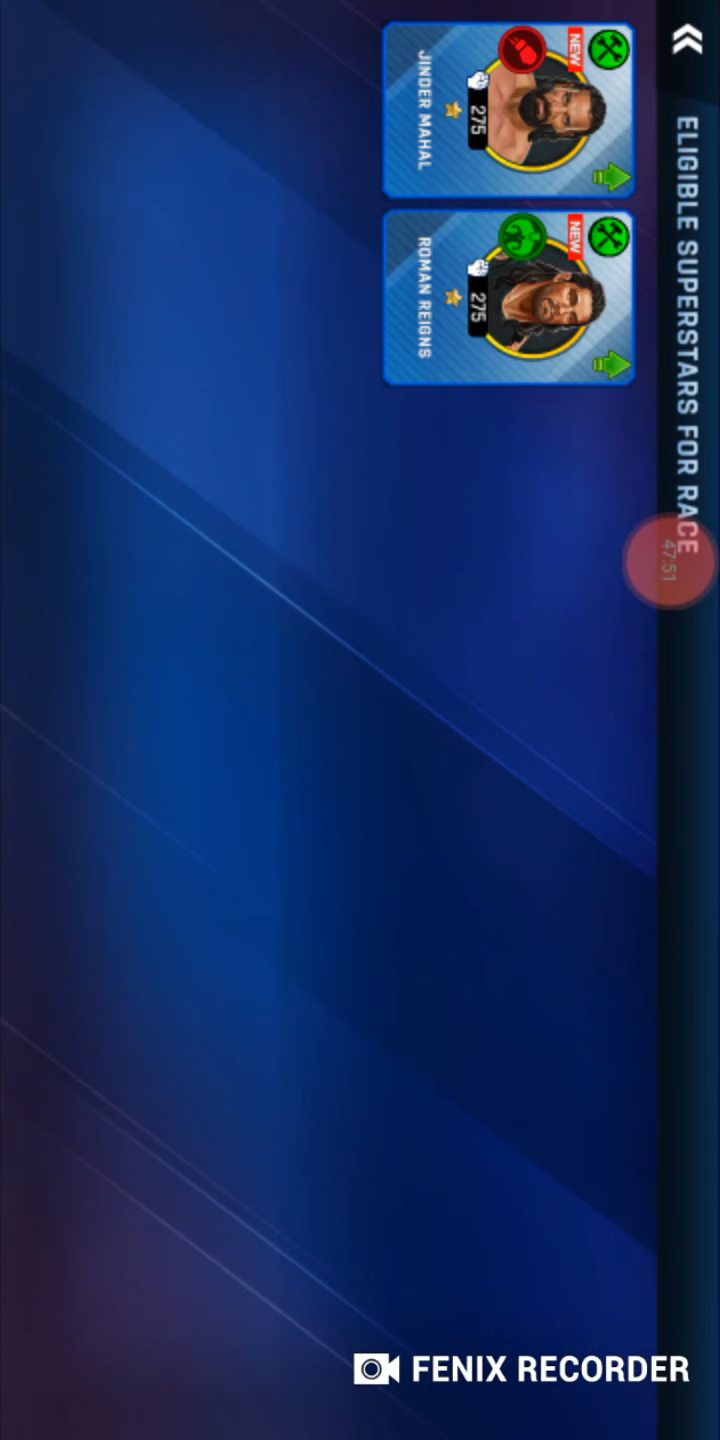 ELIGIBLE SUPERSTARS FOR RACE
47:51
NEW
275
JINDER MAHAL
NEW
275
ROMAN REIGNS
FENIX RECORDER